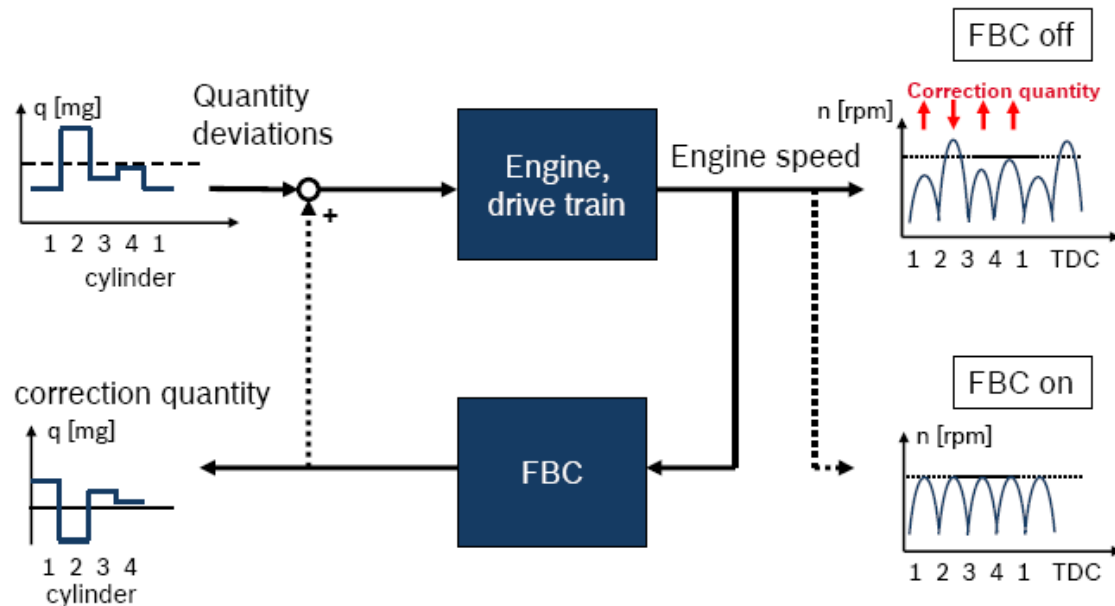 FBC off
q [mg]
Quantity
deviations
Correction quantity
n [rpm]
Engine,
drive train
Engine speed
+
1 2 3 4 1
cylinder
1 2 3 4 1 TDC
correction quantity
q [mg]
FBC
FBC on
n [rpm]
1 2 3 4
cylinder
1 2 3 4 1 TDC